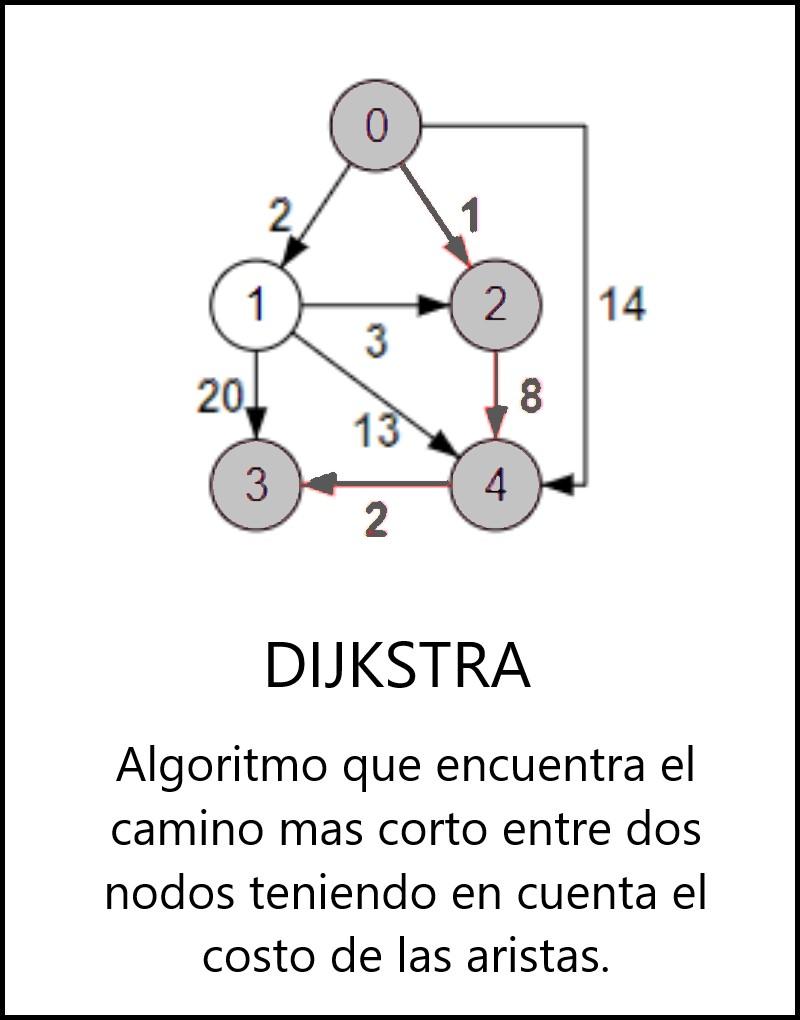 0
2
1
1
2
14
3
20
8
13
3
4
2
DIJKSTRA
Algoritmo que encuentra el
camino mas corto entre dos
nodos teniendo en cuenta el
costo de las aristas.